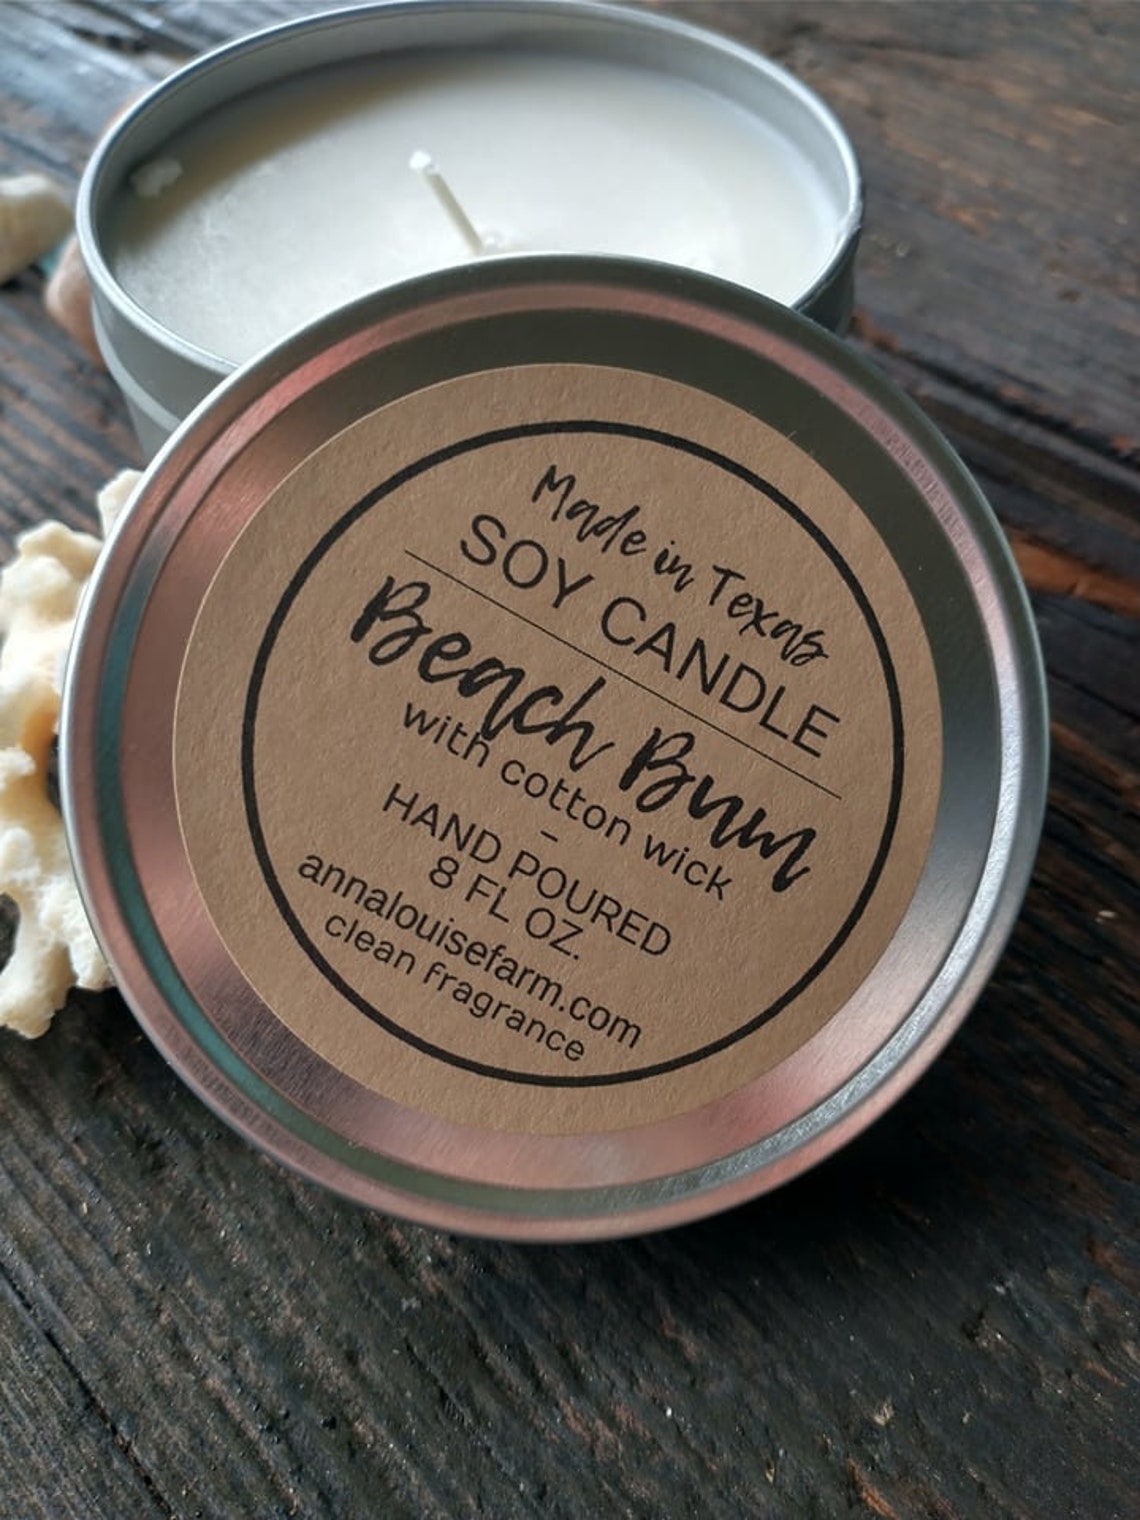 Made in Texas
SOY CANDLE
Beach Bum
with cotton wick
-
HAND POURED
8 FL OZ.
annalouisefarm.com
clean fragrance